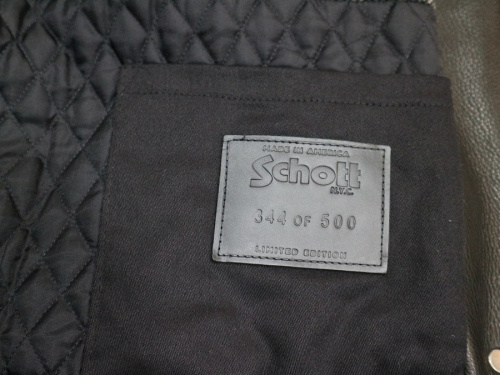 MADE IN AMERICA
Schott
N.Y.C.
344 OF 500
LIMITED EDITION